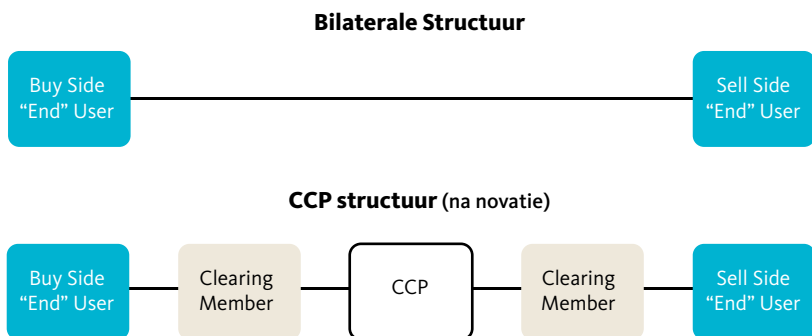 Bilaterale Structuur
Buy Side
“End” User
Sell Side
“End” User
CCP structuur (na novatie)
Buy Side
“End” User
Clearing
Member
CCP
Clearing
Member
Sell Side
“End” User